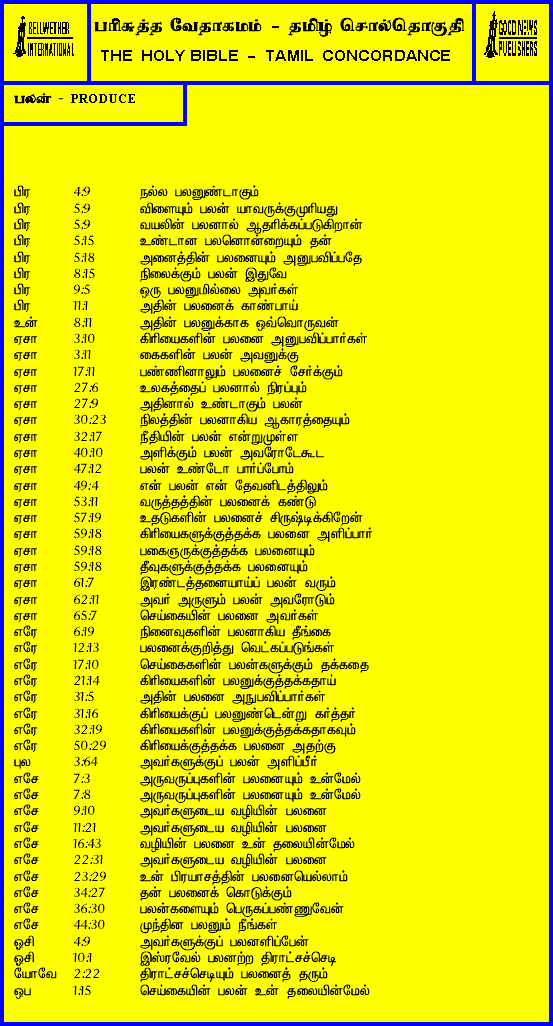 BELLWETHER
INTERNATIONAL
பரிசுத்த வேதாகமம் - தமிழ் சொல்தொகுதி
THE HOLY BIBLE - TAMIL CONCORDANCE
GOOD NEWS
PUBLISHERS
பலன் - PRODUCE
பிர 4:9 நல்ல பலனுண்டாகும்
பிர 5:9 விளையும் பலன் யாவருக்குமுரியது
பிர 5:9 வயலின் பலனால் ஆதரிக்கப்படுகிறான்
பிர 5:15 உண்டான பலனொன்றையும் தன்
பிர 5:18 அனைத்தின் பலனையும் அனுபவிப்பதே
பிர 8:15 நிலைக்கும் பலன் இதுவே
பிர 9:5 ஒரு பலனுமில்லை அவர்கள்
பிர 11:1 அதின் பலனைக் காண்பாய்
உன் 8:11 அதின் பலனுக்காக ஒவ்வொருவன்
ஏசா 3:10 கிரியைகளின் பலனை அனுபவிப்பார்கள்
ஏசா 3:11 கைகளின் பலன் அவனுக்கு
ஏசா 17:11 பண்ணினாலும் பலனைச் சேர்க்கும்
ஏசா 27:6 உலகத்தைப் பலனால் நிரப்பும்
ஏசா 27:9 அதினால் உண்டாகும் பலன்
ஏசா 30:23 நிலத்தின் பலனாகிய ஆகாரத்தையும்
ஏசா 32:17 நீதியின் பலன் என்றுமுள்ள
ஏசா 40:10 அளிக்கும் பலன் அவரோடேகூட
ஏசா 47:12 பலன் உண்டோ பார்ப்போம்
ஏசா 49:4 என் பலன் என் தேவனிடத்திலும்
ஏசா 53:11 வருத்தத்தின் பலனைக் கண்டு
ஏசா 57:19 உதடுகளின் பலனைச் சிருஷ்டிக்கிறேன்
ஏசா 59:18 கிரியைகளுக்குத்தக்க பலனை அளிப்பார்
ஏசா 59:18 பகைஞருக்குத்தக்க பலனையும்
ஏசா 59:18 தீவுகளுக்குத்தக்க பலனையும்
ஏசா 61:7 இரண்டத்தனையாய்ப் பலன் வரும்
ஏசா 62:11 அவர் அருளும் பலன் அவரோடும்
ஏசா 65:7 செய்கையின் பலனை அவர்கள்
எரே 6:19 நினைவுகளின் பலனாகிய தீங்கை
எரே 12:13 பலனைக்குறித்து வெட்கப்படுங்கள்
எரே 17:10 செய்கைகளின் பலன்களுக்கும் தக்கதை
எரே 21:14 கிரியைகளின் பலனுக்குத்தக்கதாய்
எரே 31:5 அதின் பலனை அநுபவிப்பார்கள்
எரே 31:16 கிரியைக்குப் பலனுண்டென்று கர்த்தர்
எரே 32:19 கிரியைகளின் பலனுக்குத்தக்கதாகவும்
எரே 50:29 கிரியைக்குத்தக்க பலனை அதற்கு
புல 3:64 அவர்களுக்குப் பலன் அளிப்பீர்
எசே 7:3 அருவருப்புகளின் பலனையும் உன்மேல்
எசே 7:8 அருவருப்புகளின் பலனையும் உன்மேல்
எசே 9:10 அவர்களுடைய வழியின் பலனை
எசே 11:21 அவர்களுடைய வழியின் பலனை
எசே 16:43 வழியின் பலனை உன் தலையின்மேல்
எசே 22:31 அவர்களுடைய வழியின் பலனை
எசே 23:29 உன் பிரயாசத்தின் பலனையெல்லாம்
எசே 34:27 தன் பலனைக் கொடுக்கும்
எசே 36:30 பலன்களையும் பெருகப்பண்ணுவேன்
எசே 44:30 முந்தின பலனும் நீங்கள்
ஓசி 4:9 அவர்களுக்குப் பலனளிப்பேன்
ஓசி 10:1 இஸ்ரவேல் பலனற்ற திராட்சச்செடி
யோவே 2:22 திராட்சச்செடியும் பலனைத் தரும்
ஒப 1:15 செய்கையின் பலன் உன் தலையின்மேல்